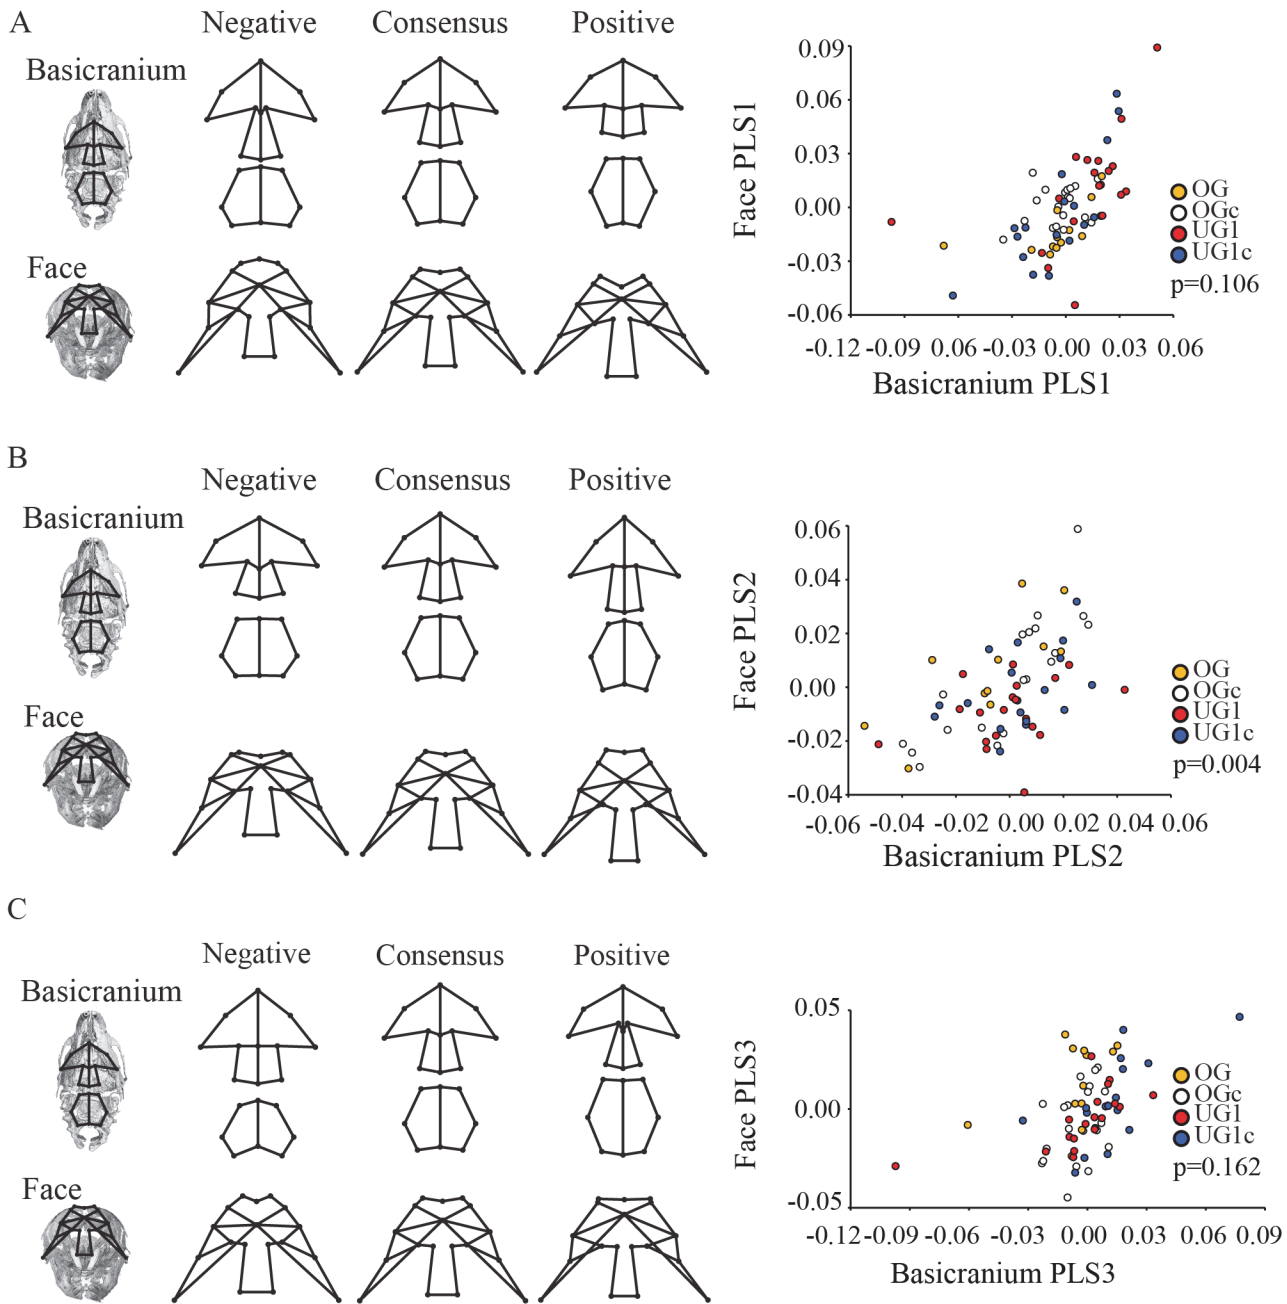 A
Negative Consensus Positive
Basicranium
Face
Face PLS1
0.09
0.06
0.03
0.00
-0.03
-0.06
OG
OGc
UG1
UG1c
p=0.106
-0.12 -0.09 0.06 -0.03 0.00 0.03 0.06
Basicranium PLS1
B
Negative Consensus Positive
Basicranium
Face
Face PLS2
0.06
0.04
0.02
0.00
-0.02
-0.04
OG
OGc
UG1
UG1c
p=0.004
-0.06 -0.04 -0.02 0.00 0.02 0.04 0.06
Basicranium PLS2
C
Negative Consensus Positive
Basicranium
Face
Face PLS3
0.05
0.00
-0.05
OG
OGc
UG1
UG1c
p=0.162
-0.12 -0.09 -0.06 -0.03 0.00 0.03 0.00 0.09
Basicranium PLS3